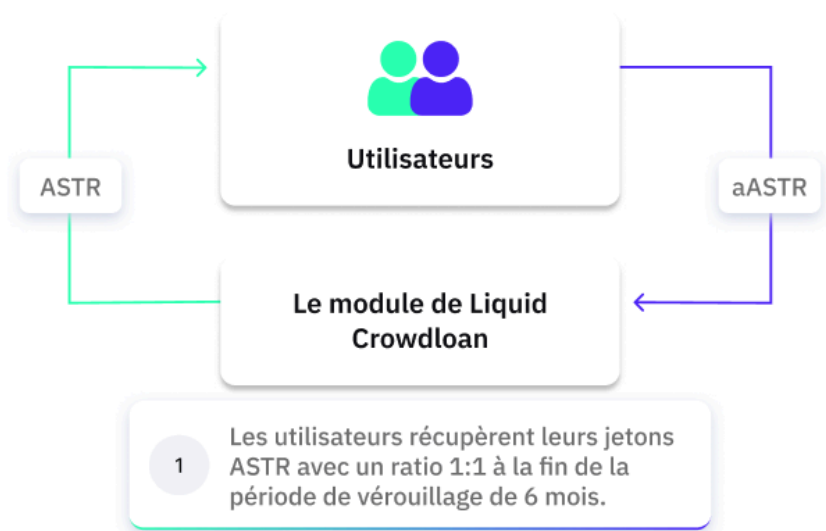 Utilisateurs
ASTR
aASTR
Le module de Liquid
Crowdloan
1
Les utilisateurs récupèrent leurs jetons
ASTR avec un ratio 1:1 à la fin de la
période de vérouillage de 6 mois.